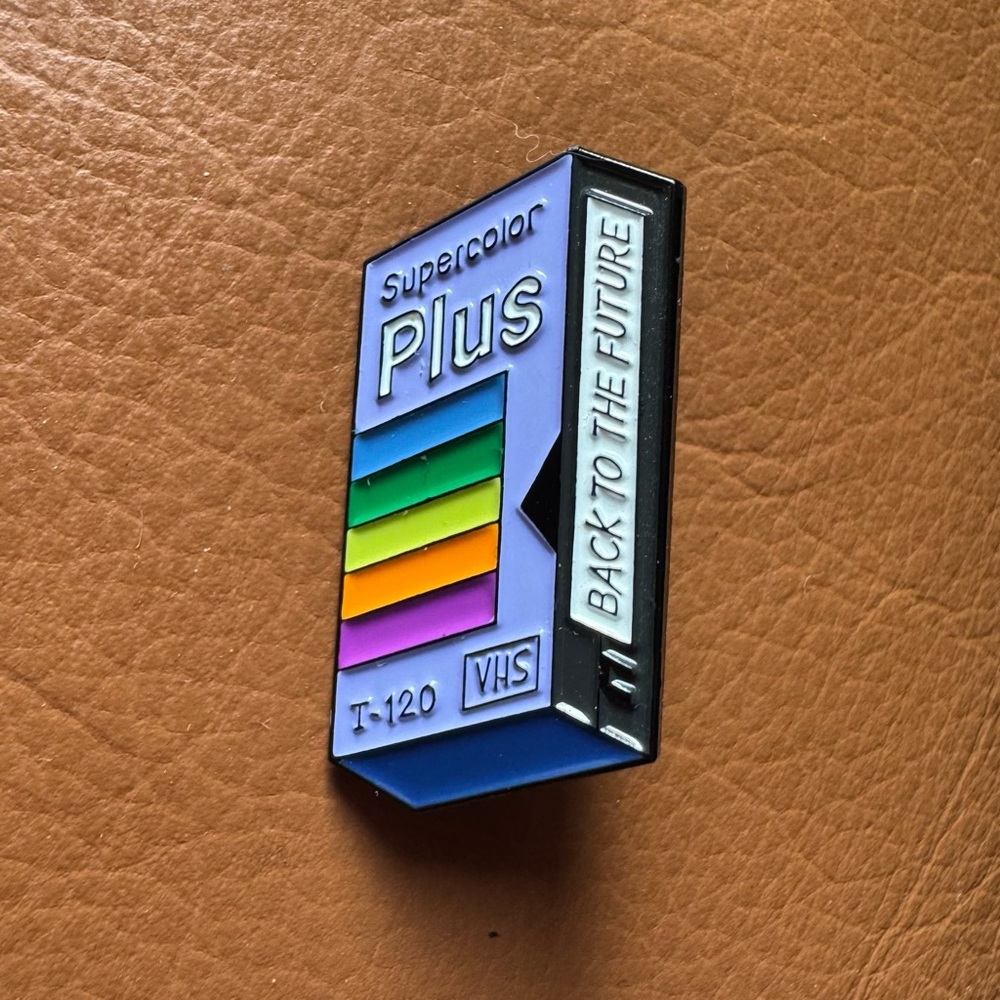 Supercolor
Plus
T-120
VHS
BACK TO THE FUTURE